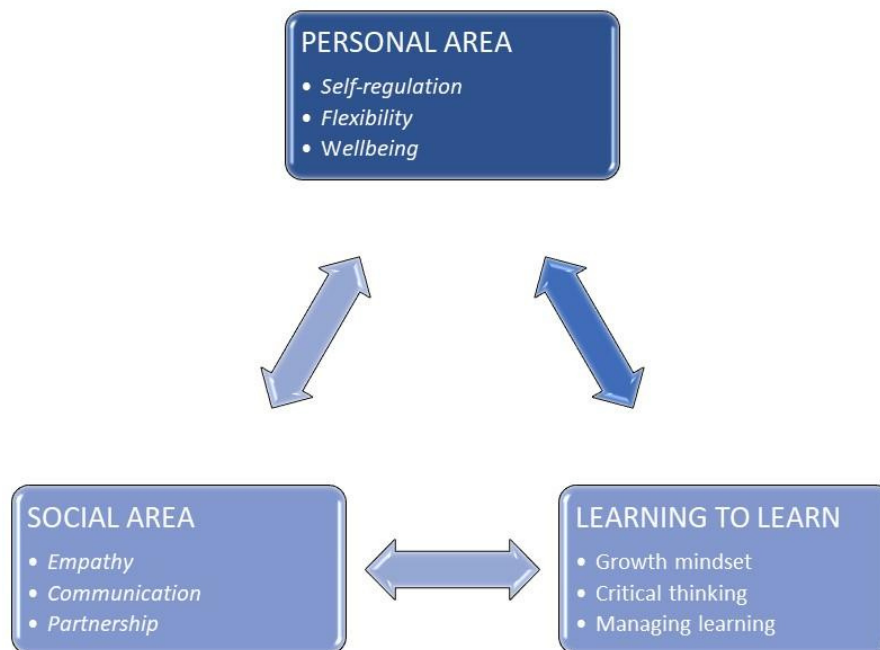 PERSONAL AREA
• Self-regulation
• Flexibility
• Wellbeing
SOCIAL AREA
• Empathy
• Communication
• Partnership
LEARNING TO LEARN
• Growth mindset
• Critical thinking
• Managing learning